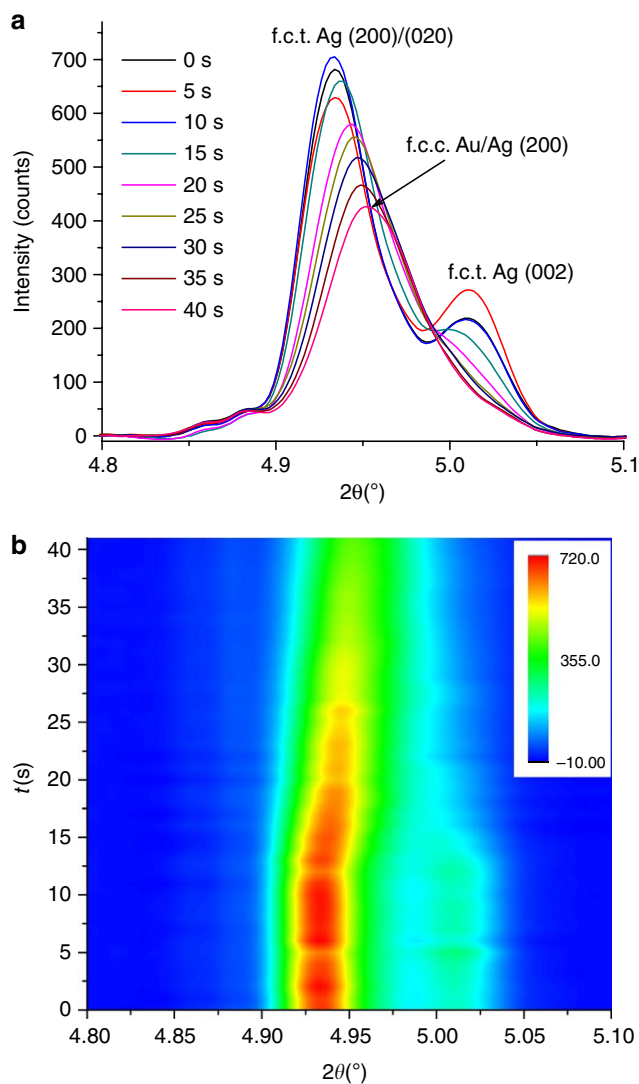 a
f.c.t. Ag (200)/(020)
700
600
500
400
300
200
100
0
Intensity (counts)
0 s
5 s
10 s
15 s
20 s
25 s
30 s
35 s
40 s
f.c.c. Au/Ag (200)
f.c.t. Ag (002)
4.8
4.9
5.0
5.1
2θ(°)
b
40
35
30
25
20
15
10
5
0
t(s)
720.0
355.0
−10.00
4.80
4.85
4.90
4.95
5.00
5.05
5.10
2θ(°)